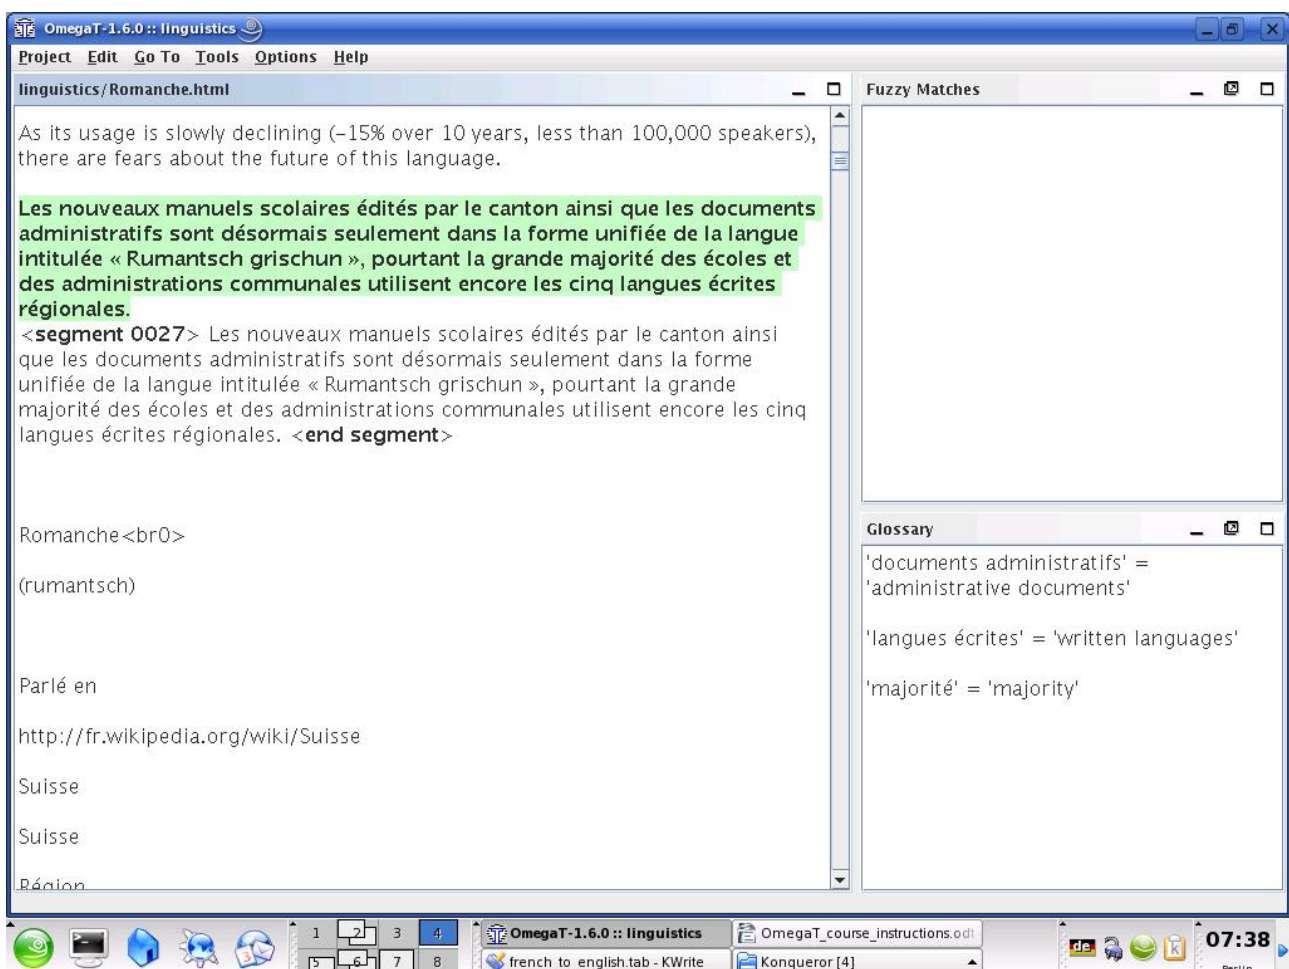 OmegaT-1.6.0 :: linguistics
Project Edit Go To Tools Options Help
linguistics/Romanche.html
As its usage is slowly declining (–15% over 10 years, less than 100,000 speakers),
there are fears about the future of this language.
Les nouveaux manuels scolaires édités par le canton ainsi que les documents
administratifs sont désormais seulement dans la forme unifiée de la langue
intitulée « Rumantsch grischun », pourtant la grande majorité des écoles et
des administrations communales utilisent encore les cinq langues écrites
régionales.
<segment 0027> Les nouveaux manuels scolaires édités par le canton ainsi
que les documents administratifs sont désormais seulement dans la forme
unifiée de la langue intitulée « Rumantsch grischun », pourtant la grande
majorité des écoles et des administrations communales utilisent encore les cinq
langues écrites régionales. <end segment>
Romanche<br0>
(rumantsch)
Parlé en
http://fr.wikipedia.org/wiki/Suisse
Suisse
Suisse
Région
Fuzzy Matches
Glossary
'documents administratifs' =
'administrative documents'
'langues écrites' = 'written languages'
'majorité' = 'majority'
1 2 3 4
5 6 7 8
OmegaT-1.6.0 :: linguistics
french to english.tab - KWrite
OmegaT_course_instructions.odt
Konqueror [4]
de
07:38
Berlin